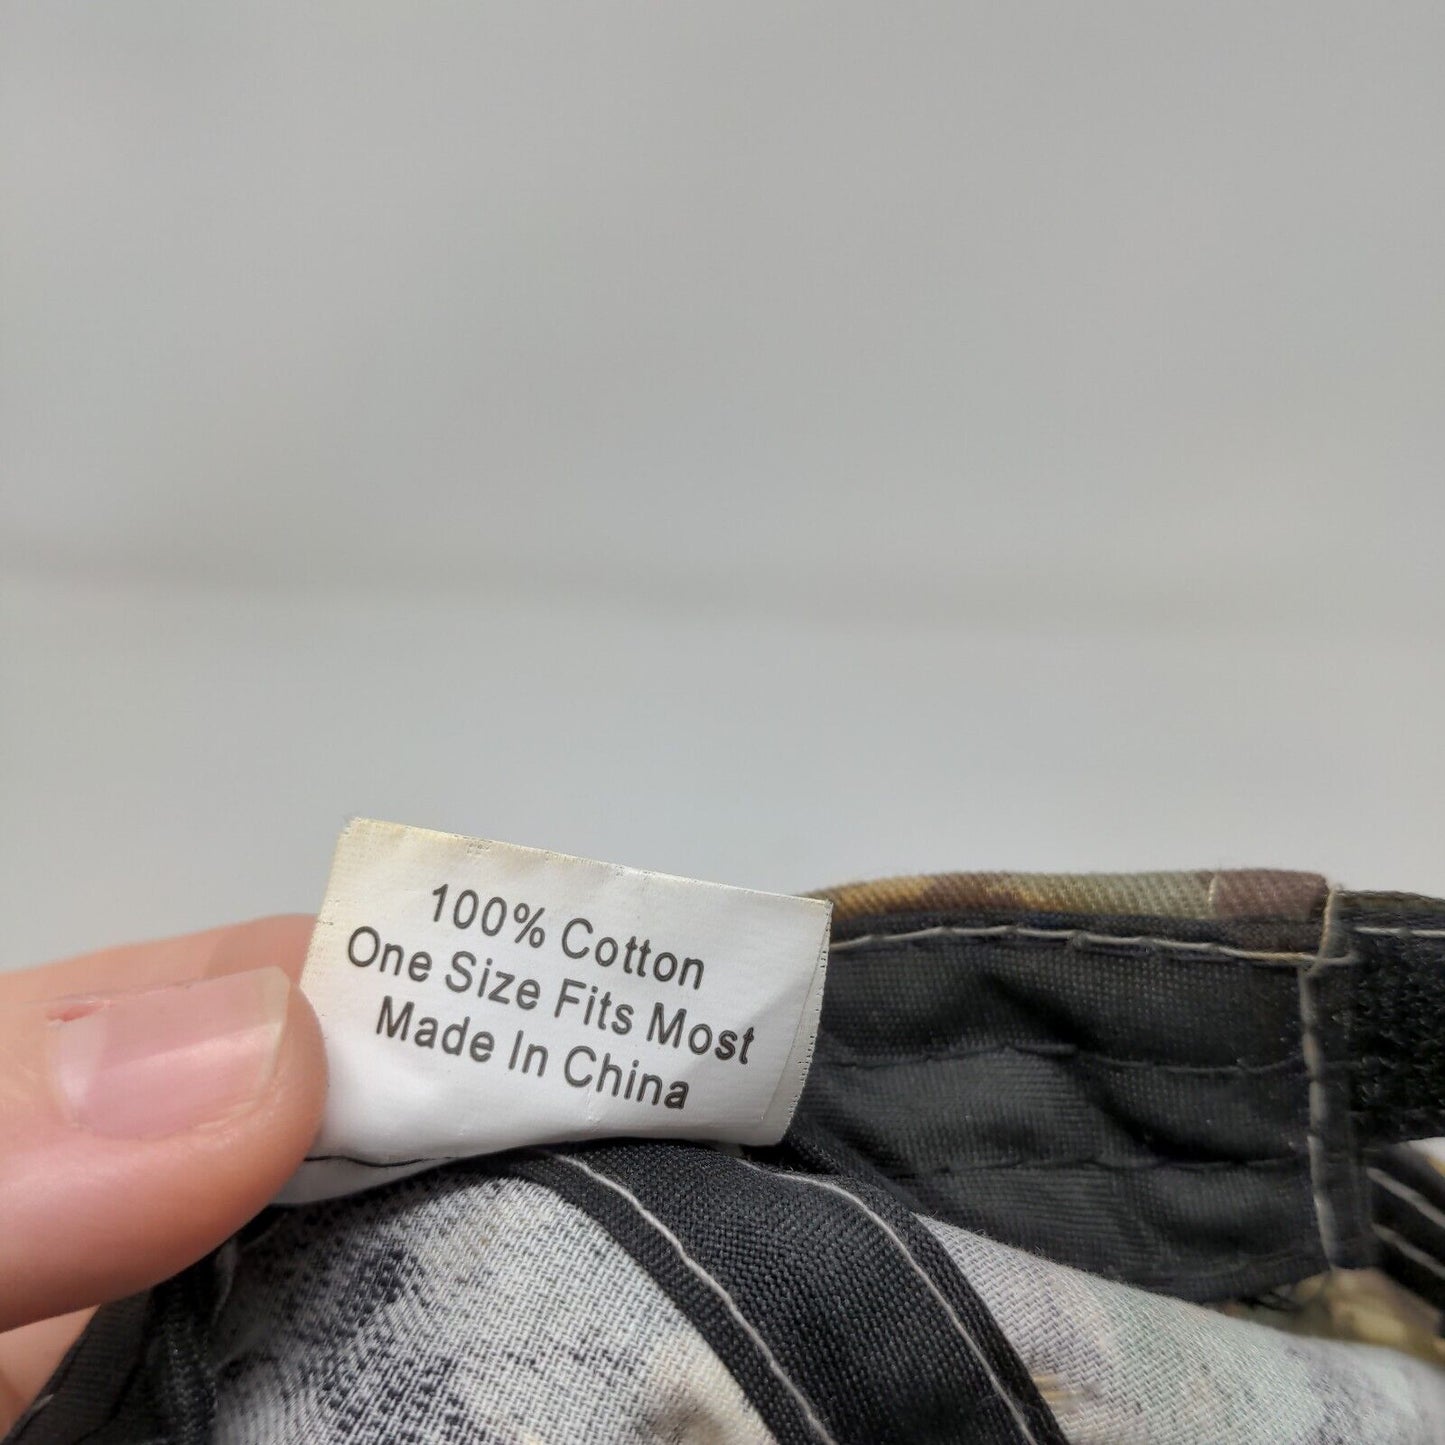 100% Cotton
One Size Fits Most
Made In China